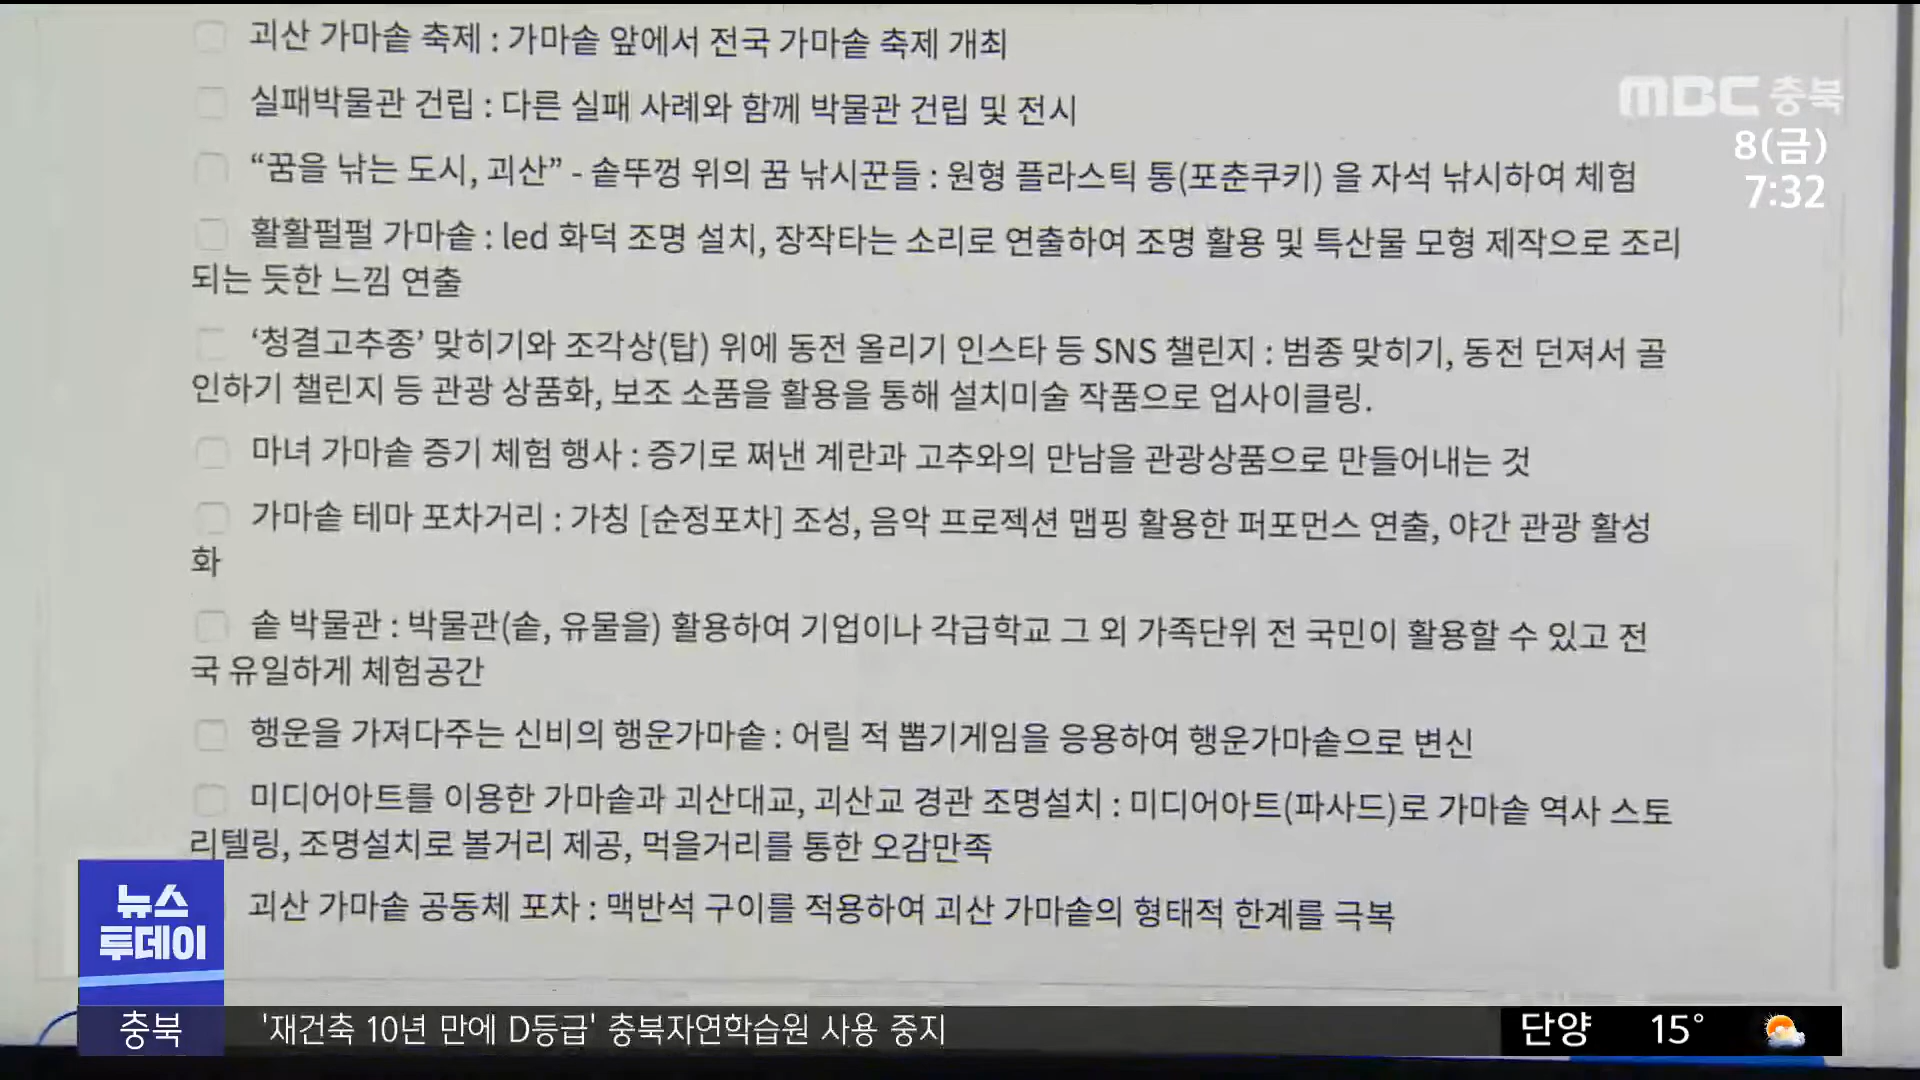 괴산 가마솥 축제 : 가마솥 앞에서 전국 가마솥 축제 개최
실패박물관 건립 : 다른 실패 사례와 함께 박물관 건립 및 전시
“꿈을 낚는 도시, 괴산” - 솥뚜껑 위의 꿈 낚시꾼들 : 원형 플라스틱 통(포춘쿠키) 을 자석 낚시하여 체험
활활펄펄 가마솥 : led 화덕 조명 설치, 장작타는 소리로 연출하여 조명 활용 및 특산물 모형 제작으로 조리
되는 듯한 느낌 연출
‘청결고추종’ 맞히기와 조각상(탑) 위에 동전 올리기 인스타 등 SNS 챌린지 : 범종 맞히기, 동전 던져서 골
인하기 챌린지 등 관광 상품화, 보조 소품을 활용을 통해 설치미술 작품으로 업사이클링.
마녀 가마솥 증기 체험 행사 : 증기로 쪄낸 계란과 고추와의 만남을 관광상품으로 만들어내는 것
가마솥 테마 포차거리 : 가칭 [순정포차] 조성, 음악 프로젝션 맵핑 활용한 퍼포먼스 연출, 야간 관광 활성
화
솥 박물관 : 박물관(솥, 유물을) 활용하여 기업이나 각급학교 그 외 가족단위 전 국민이 활용할 수 있고 전
국 유일하게 체험공간
행운을 가져다주는 신비의 행운가마솥 : 어릴 적 뽑기게임을 응용하여 행운가마솥으로 변신
미디어아트를 이용한 가마솥과 괴산대교, 괴산교 경관 조명설치 : 미디어아트(파사드)로 가마솥 역사 스토
리텔링, 조명설치로 볼거리 제공, 먹을거리를 통한 오감만족
괴산 가마솥 공동체 포차 : 맥반석 구이를 적용하여 괴산 가마솥의 형태적 한계를 극복
MBC 충북
8(금)
7:32
뉴스
투데이
충북
'재건축 10년 만에 D등급' 충북자연학습원 사용 중지
단양 15°